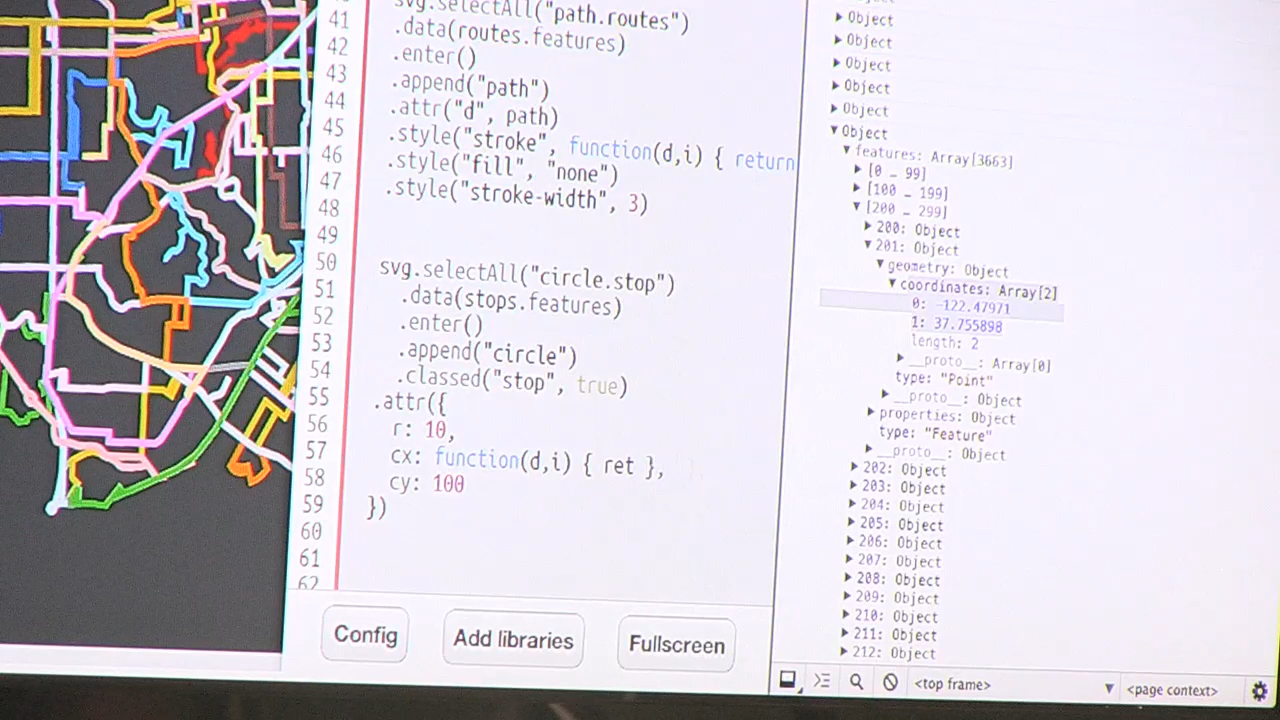 41 svg.selectAll("path.routes")
42 .data(routes.features)
43 .enter()
44 .append("path")
45 .attr("d", path)
46 .style("stroke", function(d,i) { return
47 .style("fill", "none")
48 .style("stroke-width", 3)
49
50
51 svg.selectAll("circle.stop")
52 .data(stops.features)
53 .enter()
54 .append("circle")
55 .classed("stop", true)
56 .attr({
57 r: 10,
58 cx: function(d,i) { ret },
59 cy: 100
60 })
61
62
Config
Add libraries
Fullscreen
Object
Object
Object
Object
Object
Object
features: Array[3663]
[0 … 99]
[100 … 199]
[200 … 299]
200: Object
201: Object
geometry: Object
coordinates: Array[2]
0: -122.47971
1: 37.755898
length: 2
__proto__: Array[0]
type: "Point"
__proto__: Object
properties: Object
type: "Feature"
__proto__: Object
202: Object
203: Object
204: Object
205: Object
206: Object
207: Object
208: Object
209: Object
210: Object
211: Object
212: Object
<top frame>
<page context>